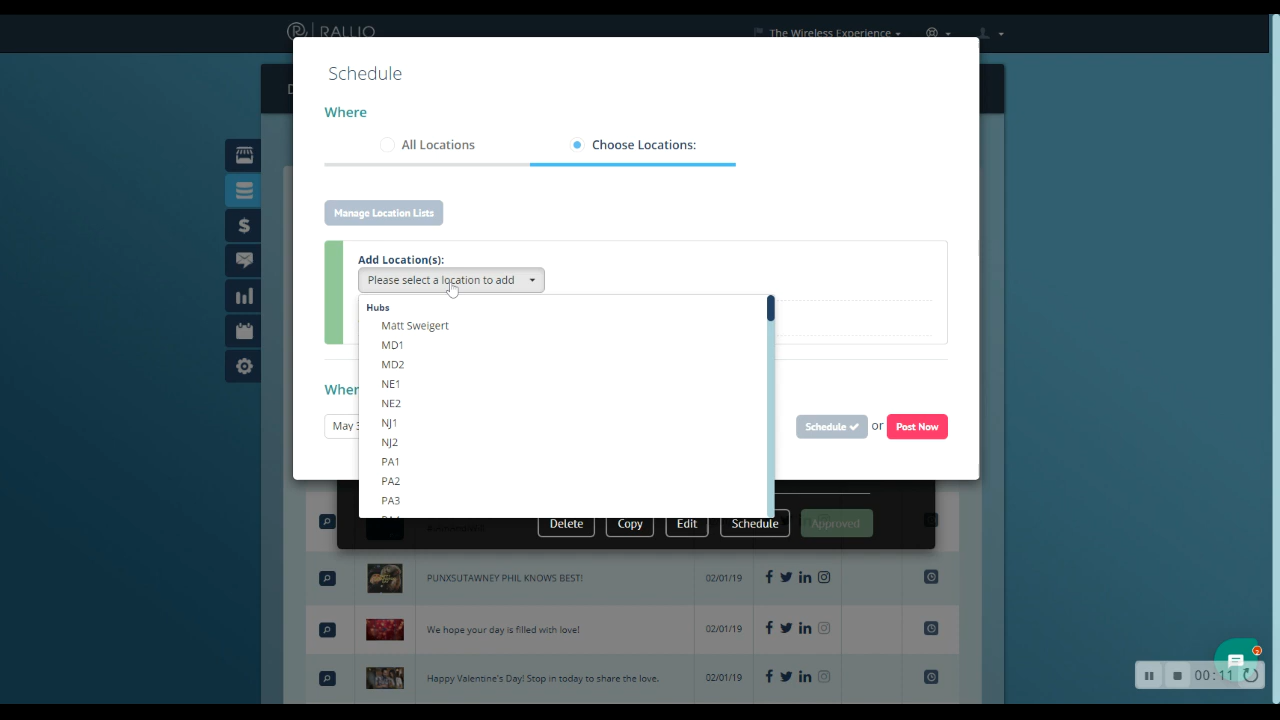 RALLIO
The Wireless Experience
Schedule
Where
All Locations
Choose Locations:
Manage Location Lists
Add Location(s):
Please select a location to add
Hubs
Matt Sweigert
MD1
MD2
NE1
NE2
NJ1
NJ2
PA1
PA2
PA3
May 3
Schedule
or
Post Now
Delete
Copy
Edit
Schedule
Approved
PUNXSUTAWNEY PHIL KNOWS BEST!
02/01/19
We hope your day is filled with love!
02/01/19
Happy Valentine's Day! Stop in today to share the love.
02/01/19
2
00:11